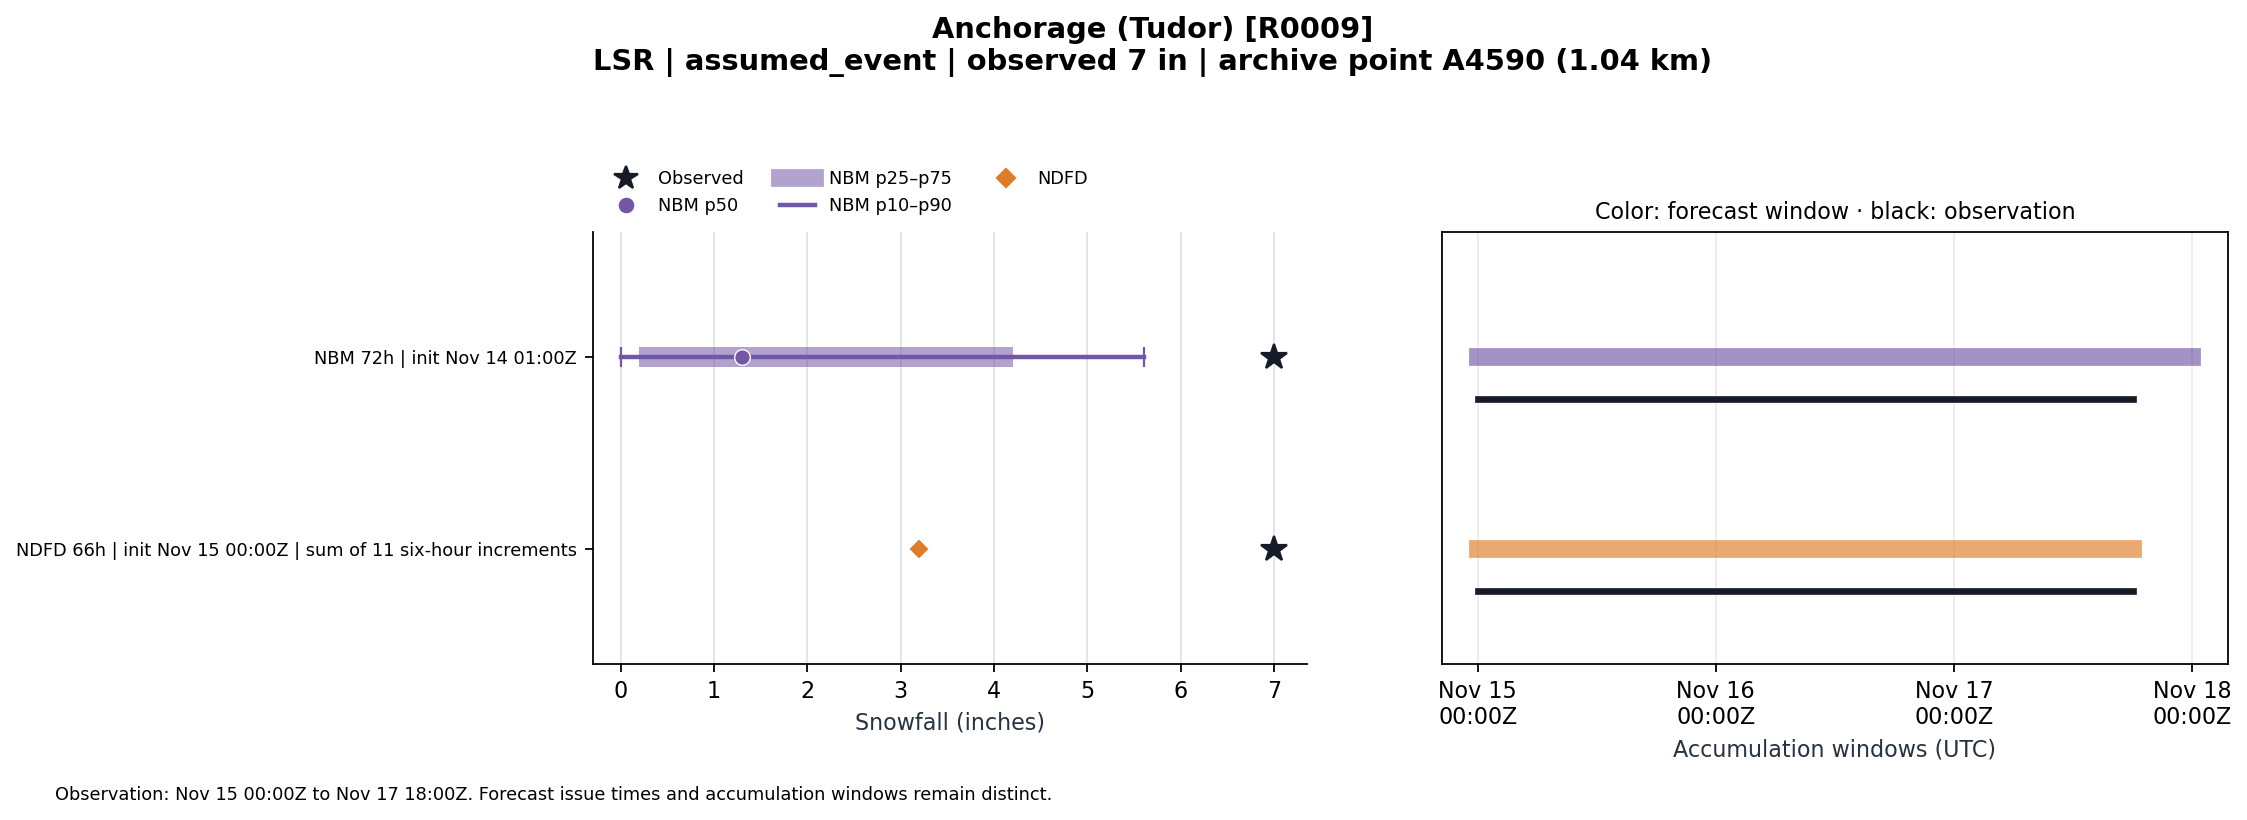 Anchorage (Tudor) [R0009]
LSR | assumed_event | observed 7 in | archive point A4590 (1.04 km)
Observed
NBM p50
NBM p25–p75
NBM p10–p90
NDFD
NBM 72h | init Nov 14 01:00Z
NDFD 66h | init Nov 15 00:00Z | sum of 11 six-hour increments
0 1 2 3 4 5 6 7
Snowfall (inches)
Color: forecast window · black: observation
Nov 15 Nov 16 Nov 17 Nov 18
00:00Z 00:00Z 00:00Z 00:00Z
Accumulation windows (UTC)
Observation: Nov 15 00:00Z to Nov 17 18:00Z. Forecast issue times and accumulation windows remain distinct.